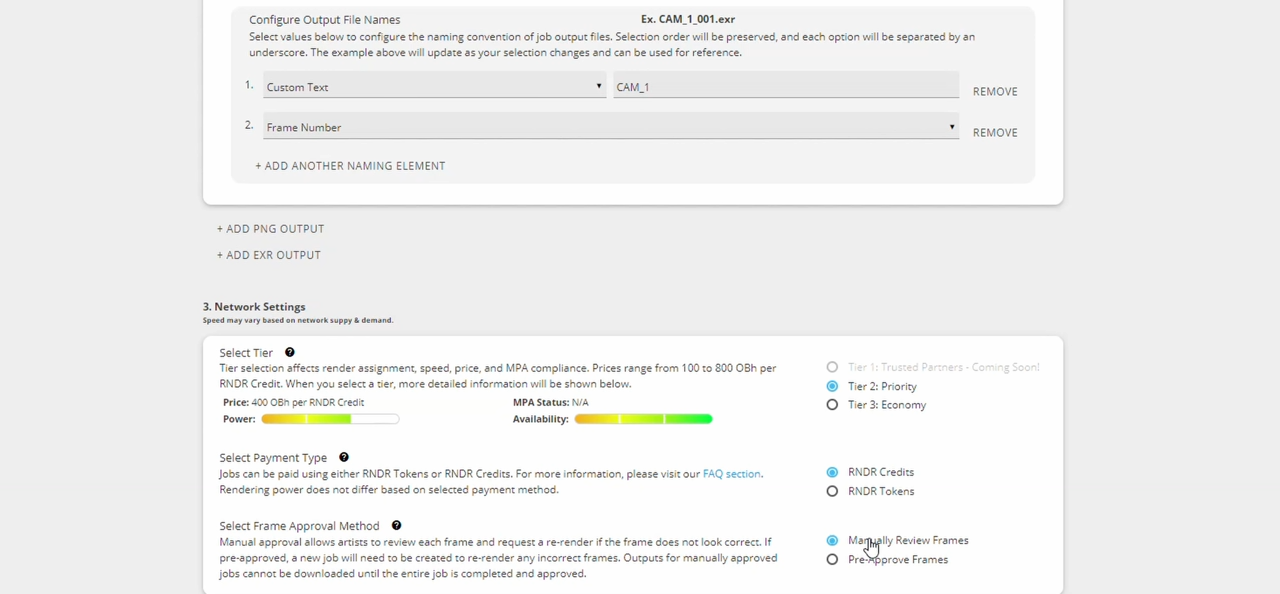 Configure Output File Names
Ex. CAM_1_001.exr
Select values below to configure the naming convention of job output files. Selection order will be preserved, and each option will be separated by an
underscore. The example above will update as your selection changes and can be used for reference.
1. Custom Text CAM_1 REMOVE
2. Frame Number REMOVE
+ ADD ANOTHER NAMING ELEMENT
+ ADD PNG OUTPUT
+ ADD EXR OUTPUT
3. Network Settings
Speed may vary based on network suppy & demand.
Select Tier ?
Tier selection affects render assignment, speed, price, and MPA compliance. Prices range from 100 to 800 OBh per
RNDR Credit. When you select a tier, more detailed information will be shown below.
Price: 400 OBh per RNDR Credit
MPA Status: N/A
Power:
Availability:
Tier 1: Trusted Partners - Coming Soon!
Tier 2: Priority
Tier 3: Economy
Select Payment Type ?
Jobs can be paid using either RNDR Tokens or RNDR Credits. For more information, please visit our FAQ section.
Rendering power does not differ based on selected payment method.
RNDR Credits
RNDR Tokens
Select Frame Approval Method ?
Manual approval allows artists to review each frame and request a re-render if the frame does not look correct. If
pre-approved, a new job will need to be created to re-render any incorrect frames. Outputs for manually approved
jobs cannot be downloaded until the entire job is completed and approved.
Manually Review Frames
Pre-Approve Frames